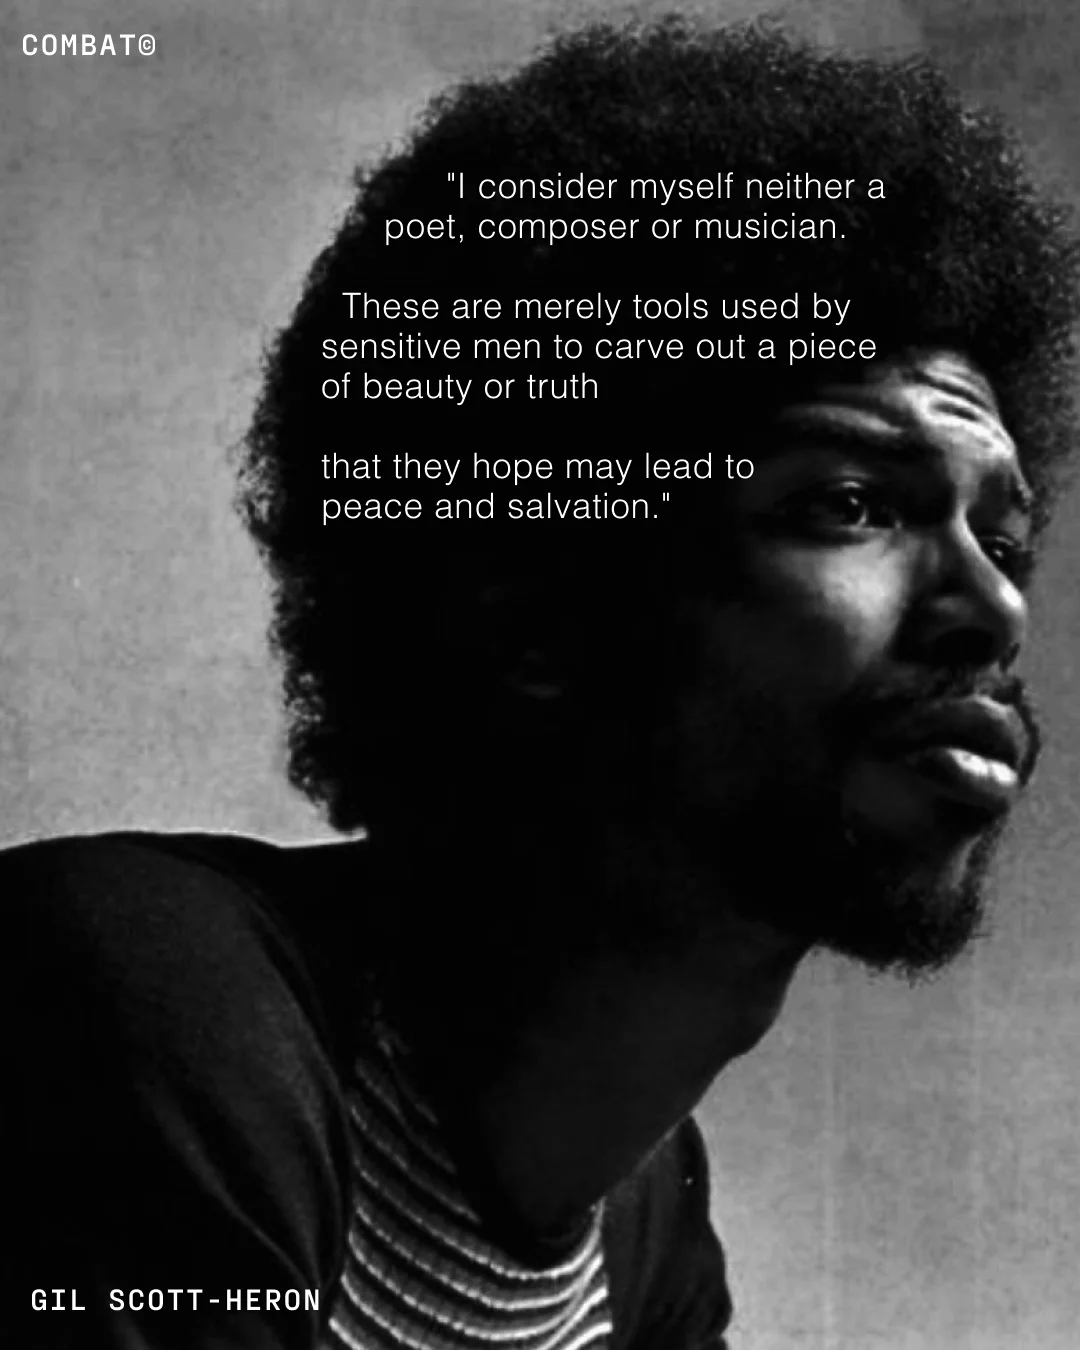 COMBAT©
"I consider myself neither a
poet, composer or musician.
These are merely tools used by
sensitive men to carve out a piece
of beauty or truth
that they hope may lead to
peace and salvation."
GIL SCOTT-HERON